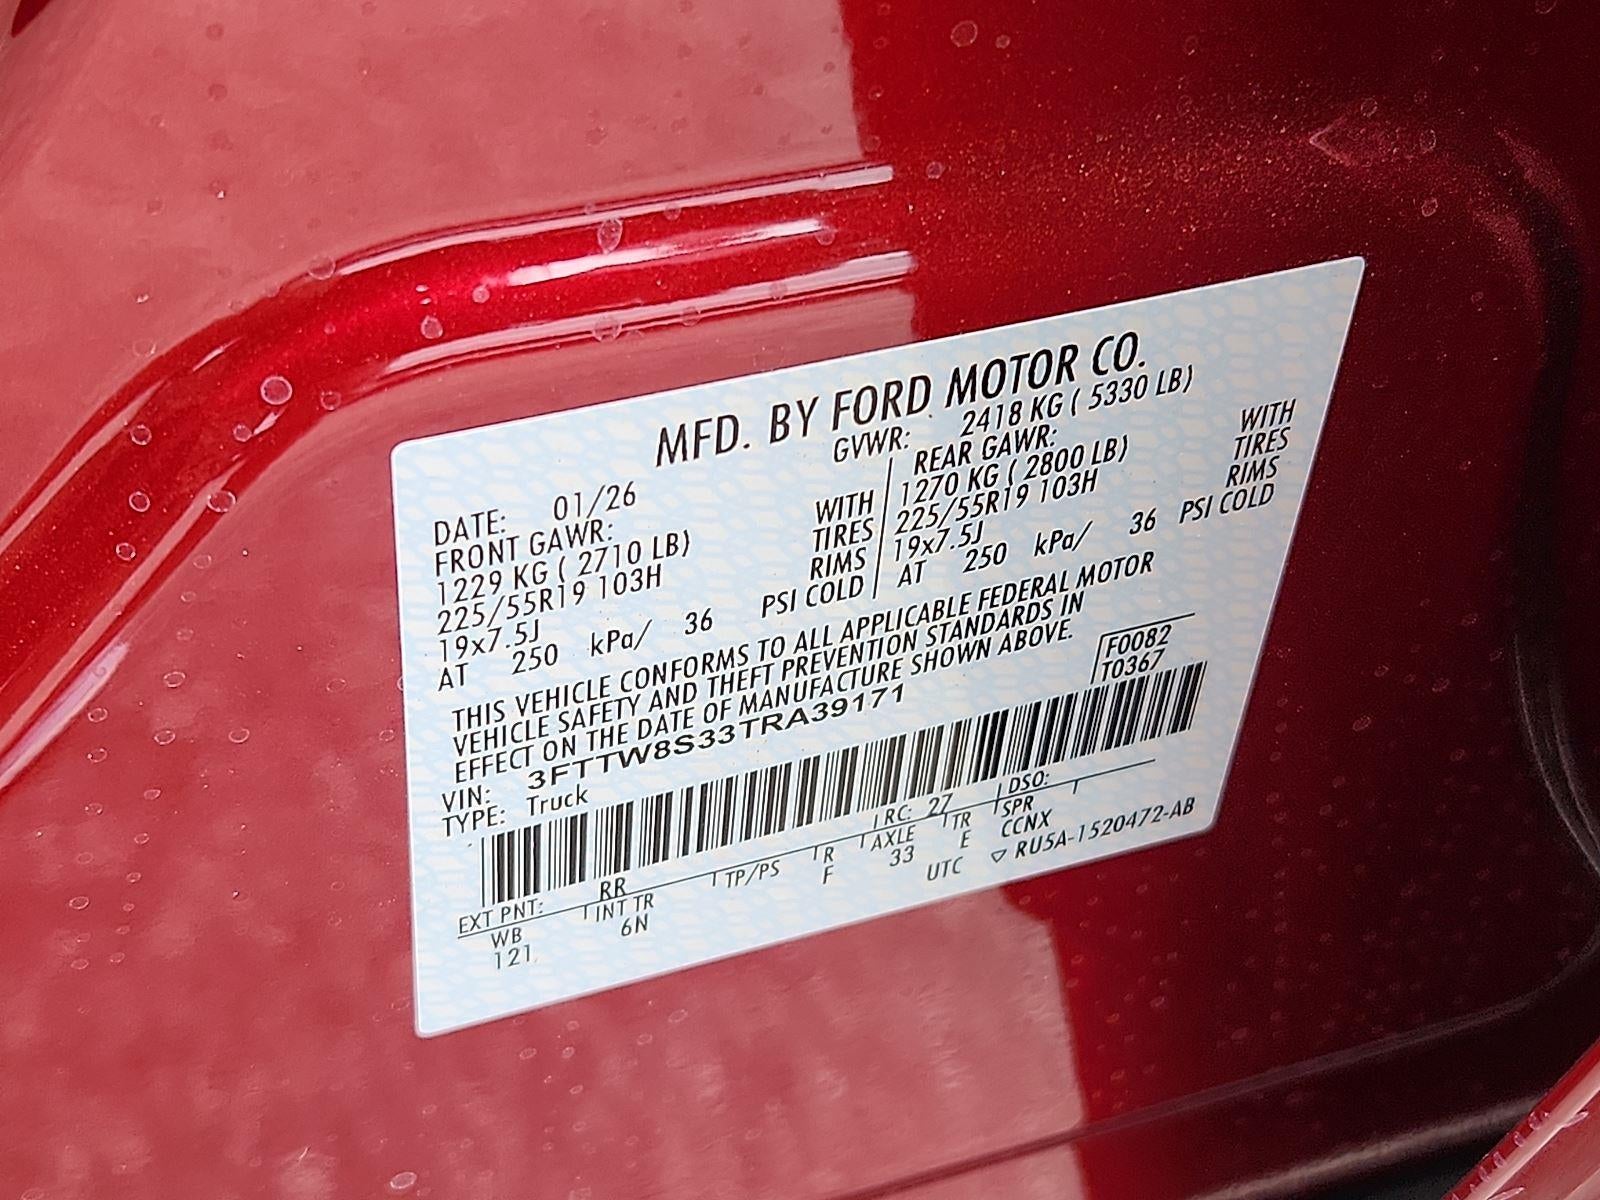 MFD. BY FORD MOTOR CO.
DATE: 01/26 GVWR: 2418 KG ( 5330 LB)
FRONT GAWR: REAR GAWR:
1229 KG ( 2710 LB) WITH 1270 KG ( 2800 LB) WITH
225/55R19 103H TIRES 225/55R19 103H TIRES
19x7.5J RIMS 19x7.5J RIMS
AT 250 kPa/ 36 PSI COLD AT 250 kPa/ 36 PSI COLD
THIS VEHICLE CONFORMS TO ALL APPLICABLE FEDERAL MOTOR
VEHICLE SAFETY AND THEFT PREVENTION STANDARDS IN
EFFECT ON THE DATE OF MANUFACTURE SHOWN ABOVE.
VIN: 3FTTW8S33TRA39171 F0082
TYPE: Truck T0367
EXT PNT: RR RC: 27 DSO:
WB INT TR TP/PS R AXLE TR SPR
121 6N F 33 E CCNX
UTC ▽ RU5A-1520472-AB